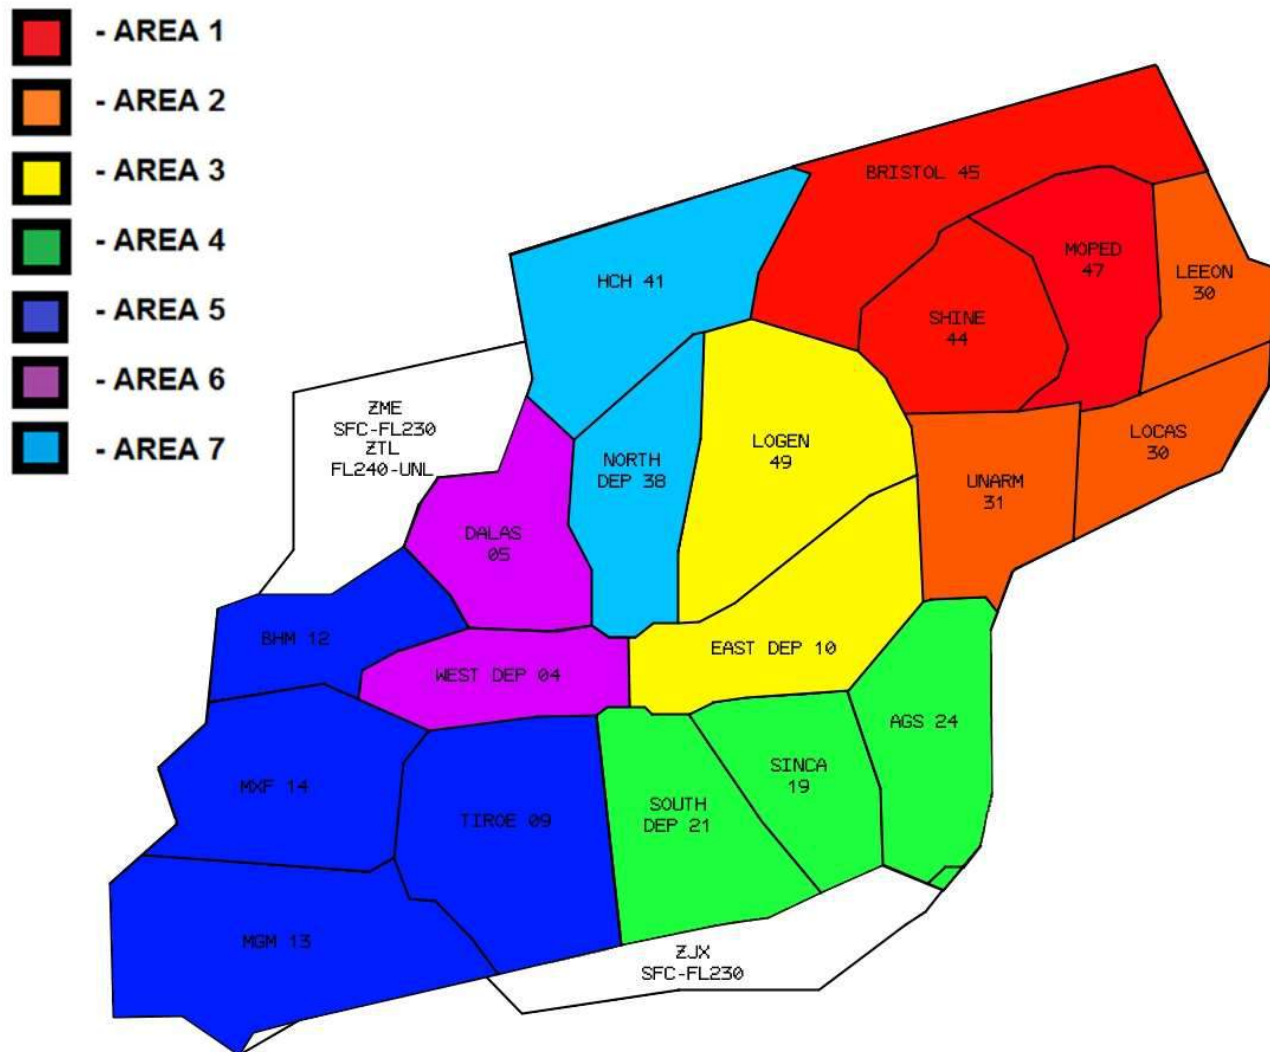 - AREA 1
- AREA 2
- AREA 3
- AREA 4
- AREA 5
- AREA 6
- AREA 7
BRISTOL 45
MOPED
47
LEEON
30
HCH 41
SHINE
44
ZME
SFC-FL230
ZTL
FL240-UNL
LOGEN
49
LOCAS
30
NORTH
DEP 38
UNARM
31
DALAS
05
BHM 12
EAST DEP 10
WEST DEP 04
AGS 24
SINCA
19
MXF 14
SOUTH
DEP 21
TIROE 09
MGM 13
ZJX
SFC-FL230